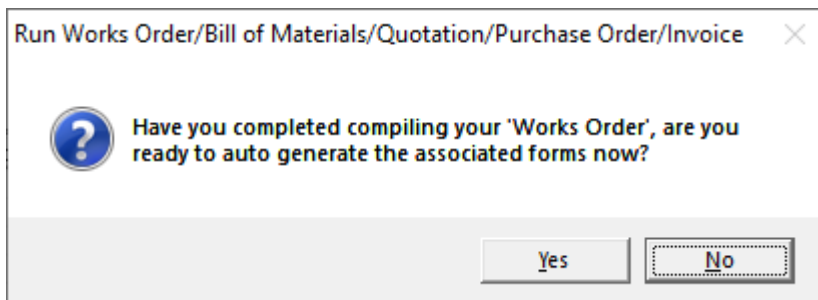 Run Works Order/Bill of Materials/Quotation/Purchase Order/Invoice
Have you completed compiling your 'Works Order', are you
ready to auto generate the associated forms now?
Yes
No